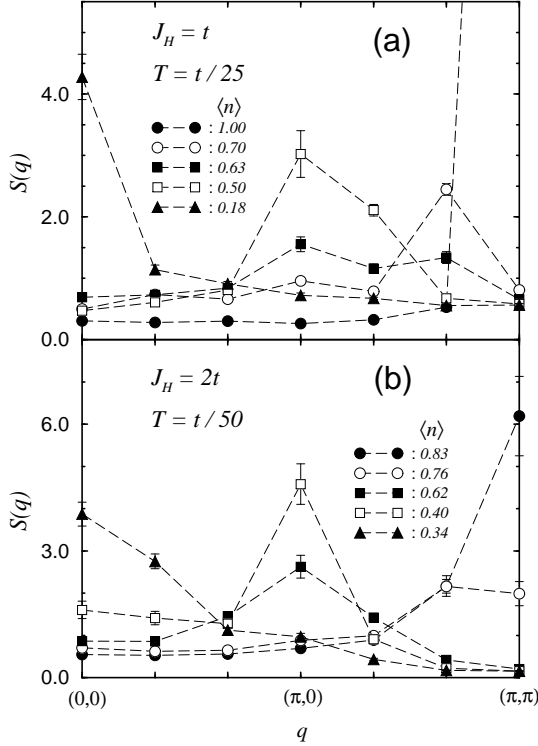 J_H = t
(a)
T = t / 25
⟨n⟩
: 1.00
: 0.70
: 0.63
: 0.50
: 0.18
4.0
2.0
0.0
S(q)
J_H = 2t
(b)
T = t / 50
⟨n⟩
: 0.83
: 0.76
: 0.62
: 0.40
: 0.34
6.0
3.0
0.0
S(q)
(0,0)
(π,0)
(π,π)
q